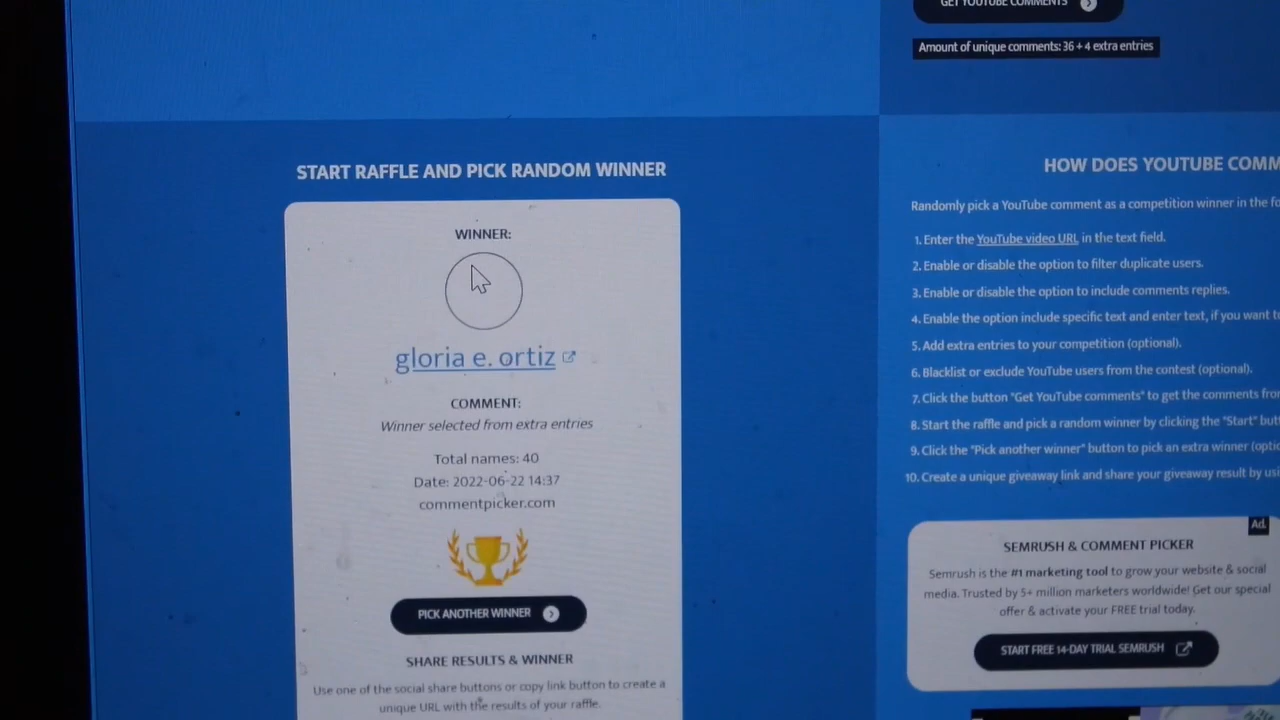 GET YOUTUBE COMMENTS
Amount of unique comments: 36 + 4 extra entries
START RAFFLE AND PICK RANDOM WINNER
WINNER:
gloria e. ortiz
COMMENT:
Winner selected from extra entries
Total names: 40
Date: 2022-06-22 14:37
commentpicker.com
PICK ANOTHER WINNER
SHARE RESULTS & WINNER
Use one of the social share buttons or copy link button to create a
unique URL with the results of your raffle.
HOW DOES YOUTUBE COMM
Randomly pick a YouTube comment as a competition winner in the fo
1. Enter the YouTube video URL in the text field.
2. Enable or disable the option to filter duplicate users.
3. Enable or disable the option to include comments replies.
4. Enable the option include specific text and enter text, if you want to
5. Add extra entries to your competition (optional).
6. Blacklist or exclude YouTube users from the contest (optional).
7. Click the button "Get YouTube comments" to get the comments from
8. Start the raffle and pick a random winner by clicking the "Start" but
9. Click the "Pick another winner" button to pick an extra winner (optio
10. Create a unique giveaway link and share your giveaway result by usi
Ad
SEMRUSH & COMMENT PICKER
Semrush is the #1 marketing tool to grow your website & social
media. Trusted by 5+ million marketers worldwide! Get our special
offer & activate your FREE trial today.
START FREE 14-DAY TRIAL SEMRUSH